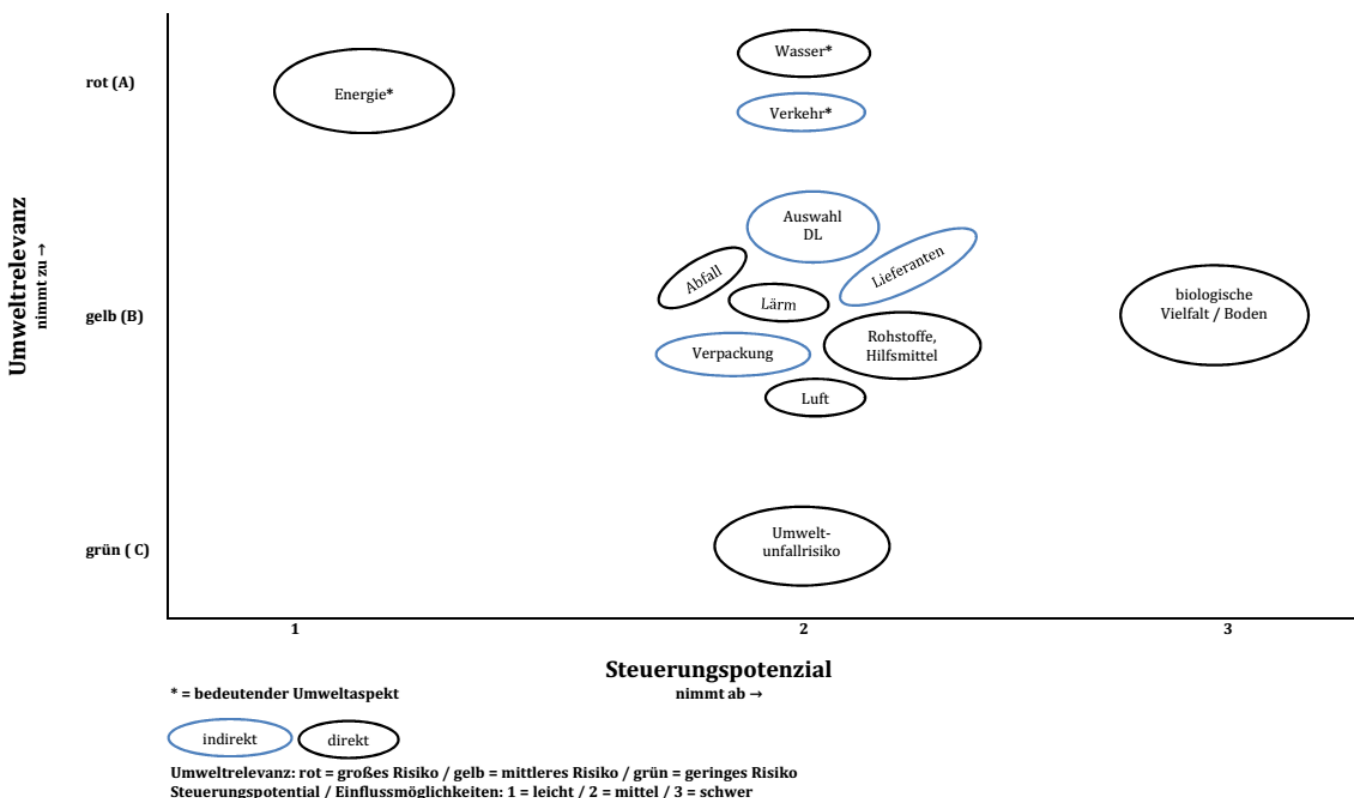 Wasser*
rot (A)
Energie*
Verkehr*
Umweltrelevanz
nimmt zu →
Auswahl
DL
Lieferanten
Abfall
Lärm
biologische
Vielfalt / Boden
gelb (B)
Rohstoffe,
Hilfsmittel
Verpackung
Luft
Umwelt-
unfallrisiko
grün ( C)
1
2
3
Steuerungspotenzial
* = bedeutender Umweltaspekt
nimmt ab →
indirekt
direkt
Umweltrelevanz: rot = großes Risiko / gelb = mittleres Risiko / grün = geringes Risiko
Steuerungspotential / Einflussmöglichkeiten: 1 = leicht / 2 = mittel / 3 = schwer